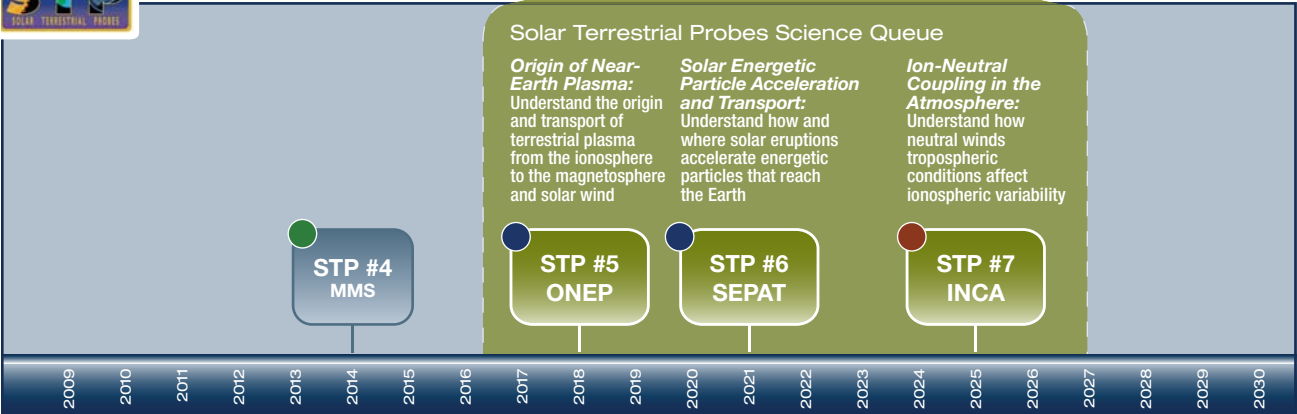 SOLAR TERRESTRIAL PROBES
Solar Terrestrial Probes Science Queue
Origin of Near-
Earth Plasma:
Understand the origin
and transport of
terrestrial plasma
from the ionosphere
to the magnetosphere
and solar wind
Solar Energetic
Particle Acceleration
and Transport:
Understand how and
where solar eruptions
accelerate energetic
particles that reach
the Earth
Ion-Neutral
Coupling in the
Atmosphere:
Understand how
neutral winds
tropospheric
conditions affect
ionospheric variability
STP #4
MMS
STP #5
ONEP
STP #6
SEPAT
STP #7
INCA
2009
2010
2011
2012
2013
2014
2015
2016
2017
2018
2019
2020
2021
2022
2023
2024
2025
2026
2027
2028
2029
2030